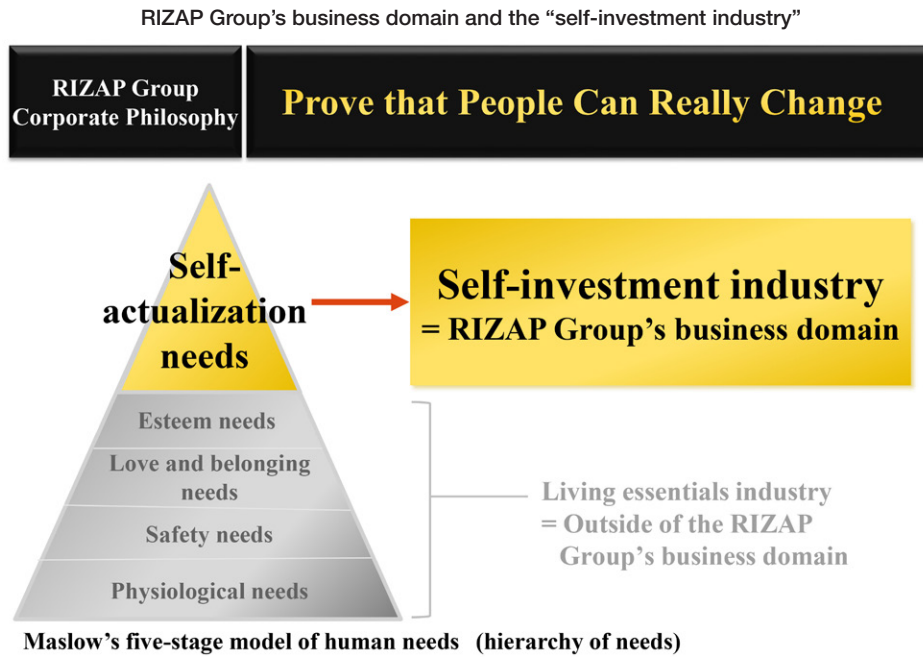 RIZAP Group's business domain and the “self-investment industry”
RIZAP Group
Corporate Philosophy
Prove that People Can Really Change
Self-
actualization
needs
Self-investment industry
= RIZAP Group's business domain
Esteem needs
Love and belonging
needs
Safety needs
Physiological needs
Living essentials industry
= Outside of the RIZAP
Group's business domain
Maslow's five-stage model of human needs (hierarchy of needs)